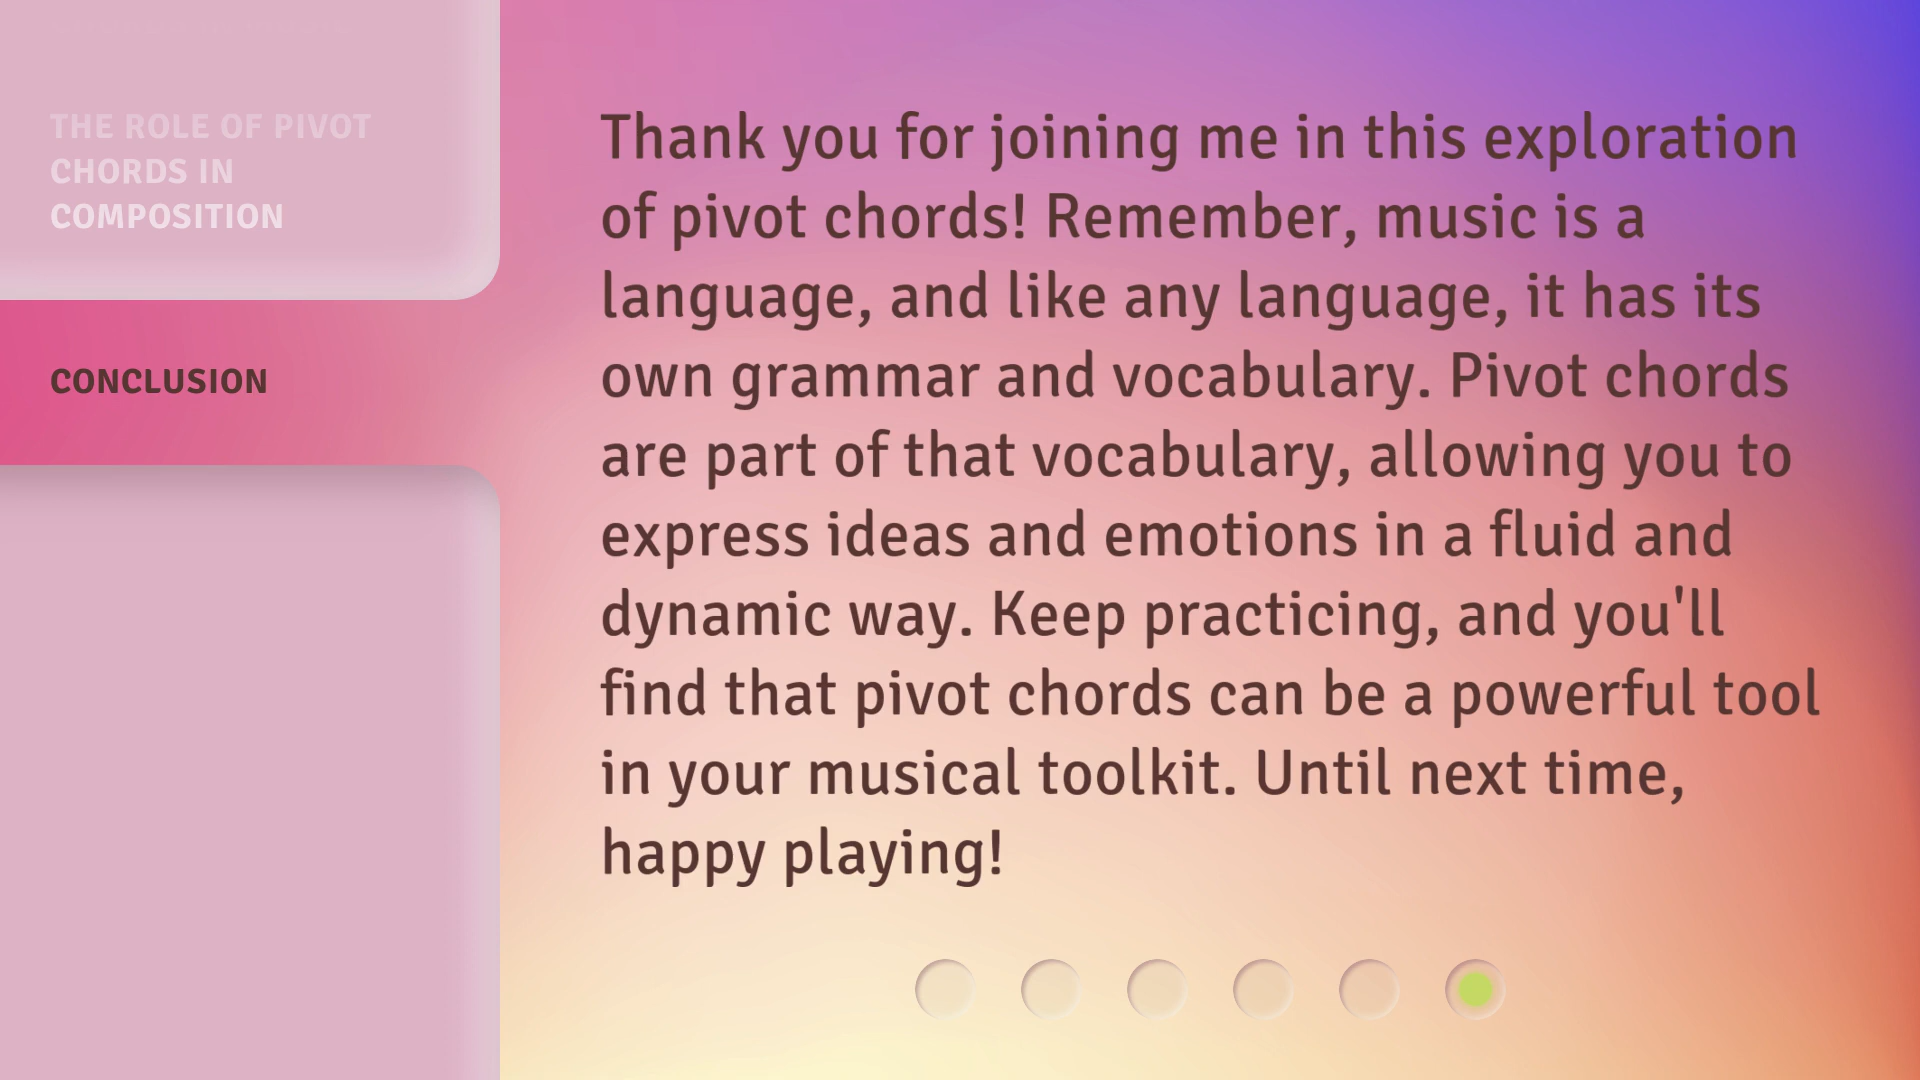 THE ROLE OF PIVOT
CHORDS IN
COMPOSITION
CONCLUSION
Thank you for joining me in this exploration
of pivot chords! Remember, music is a
language, and like any language, it has its
own grammar and vocabulary. Pivot chords
are part of that vocabulary, allowing you to
express ideas and emotions in a fluid and
dynamic way. Keep practicing, and you'll
find that pivot chords can be a powerful tool
in your musical toolkit. Until next time,
happy playing!